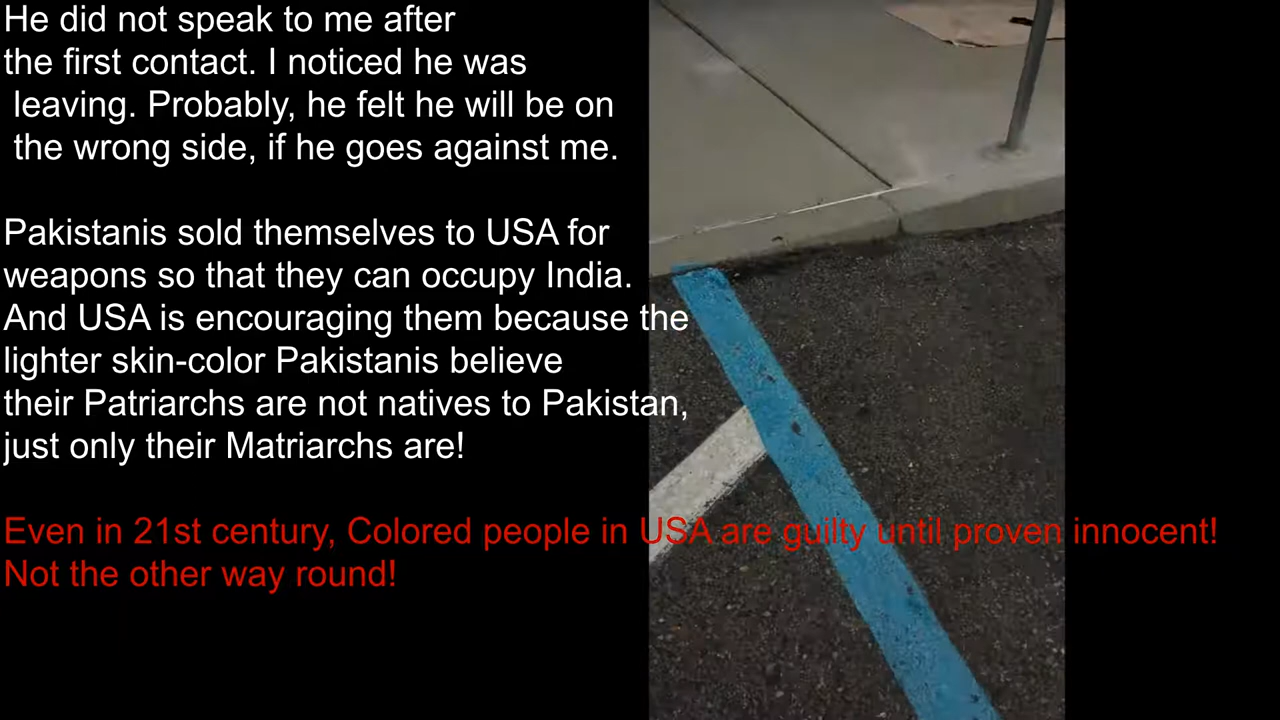 He did not speak to me after
the first contact. I noticed he was
leaving. Probably, he felt he will be on
the wrong side, if he goes against me.
Pakistanis sold themselves to USA for
weapons so that they can occupy India.
And USA is encouraging them because the
lighter skin-color Pakistanis believe
their Patriarchs are not natives to Pakistan,
just only their Matriarchs are!
Even in 21st century, Colored people in USA are guilty until proven innocent!
Not the other way round!